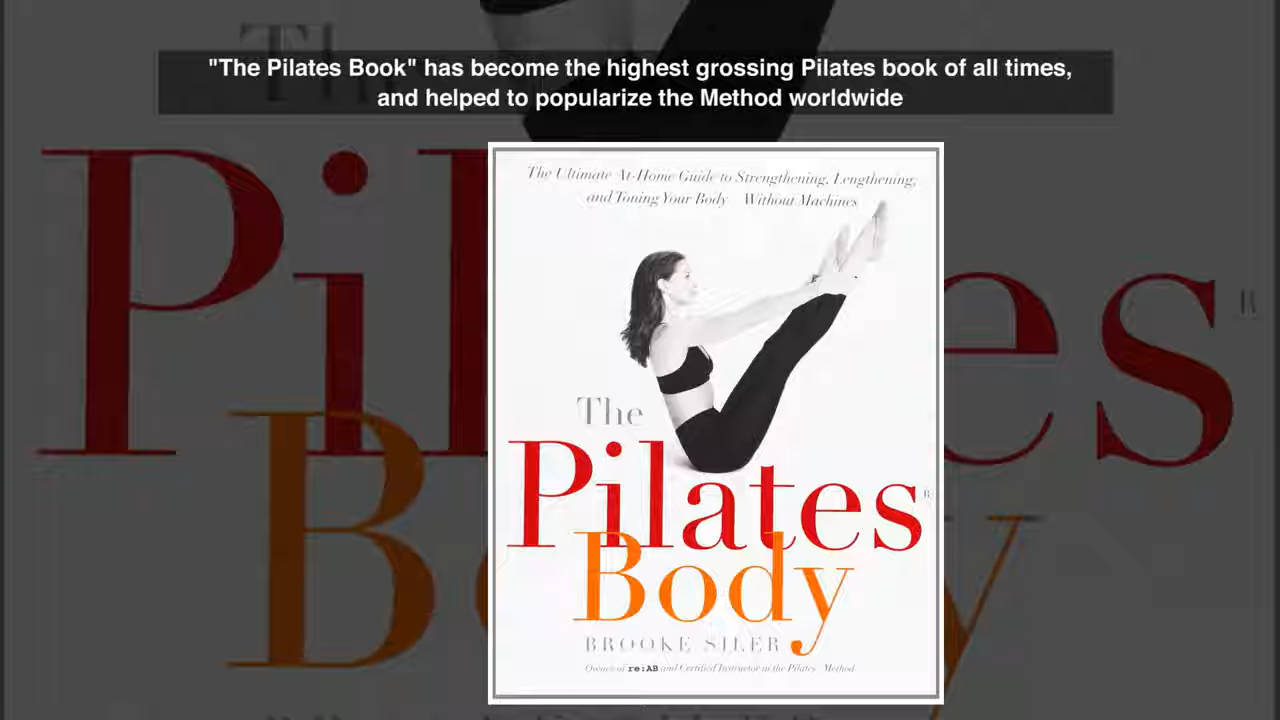 "The Pilates Book" has become the highest grossing Pilates book of all times,
and helped to popularize the Method worldwide
The Ultimate At-Home Guide to Strengthening, Lengthening,
and Toning Your Body Without Machines
The
Pilates®
Body
BROOKE SILER
Owner of re:AB and Certified Instructor in the Pilates Method